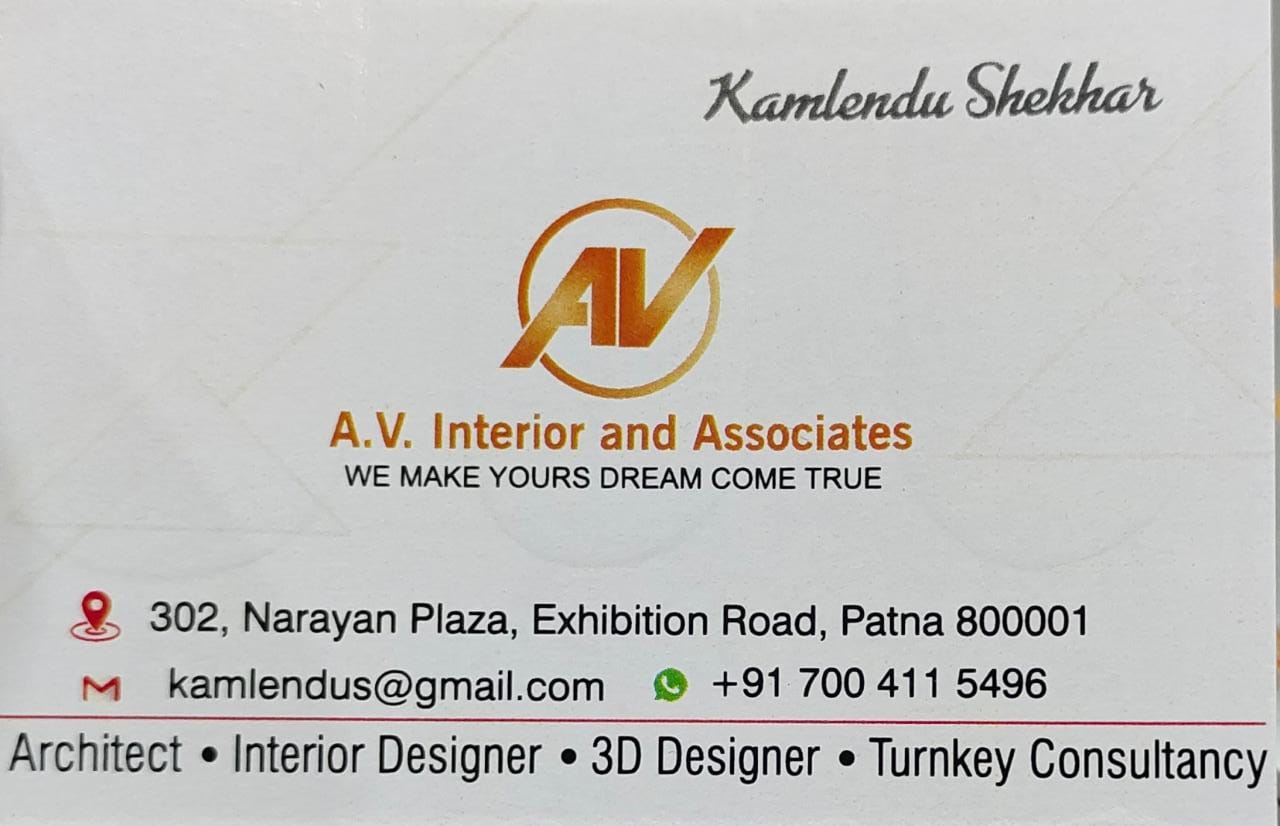 Kamlendu Shekhar
AV
A.V. Interior and Associates
WE MAKE YOURS DREAM COME TRUE
302, Narayan Plaza, Exhibition Road, Patna 800001
kamlendus@gmail.com +91 700 411 5496
Architect • Interior Designer • 3D Designer • Turnkey Consultancy